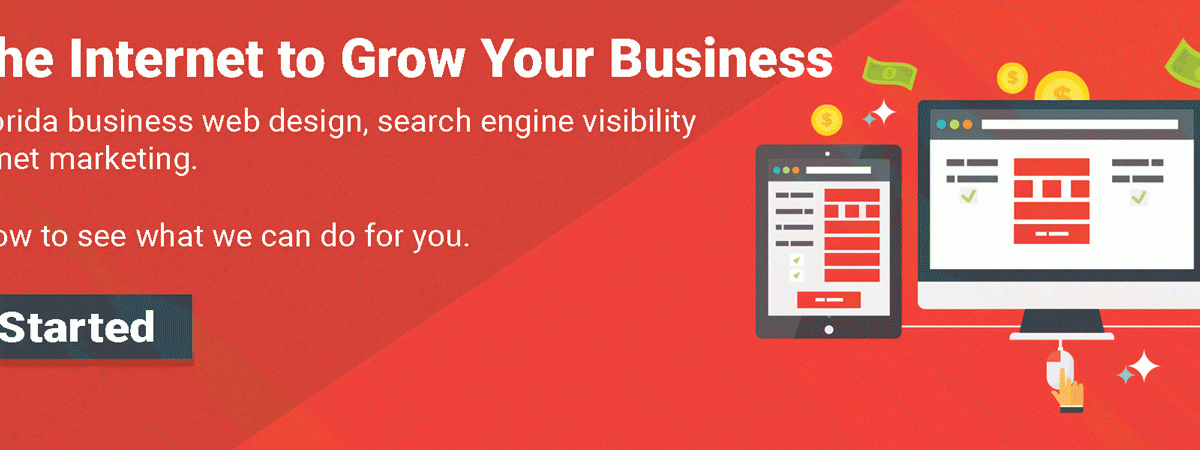 he Internet to Grow Your Business
orida business web design, search engine visibility
net marketing.
ow to see what we can do for you.
Started